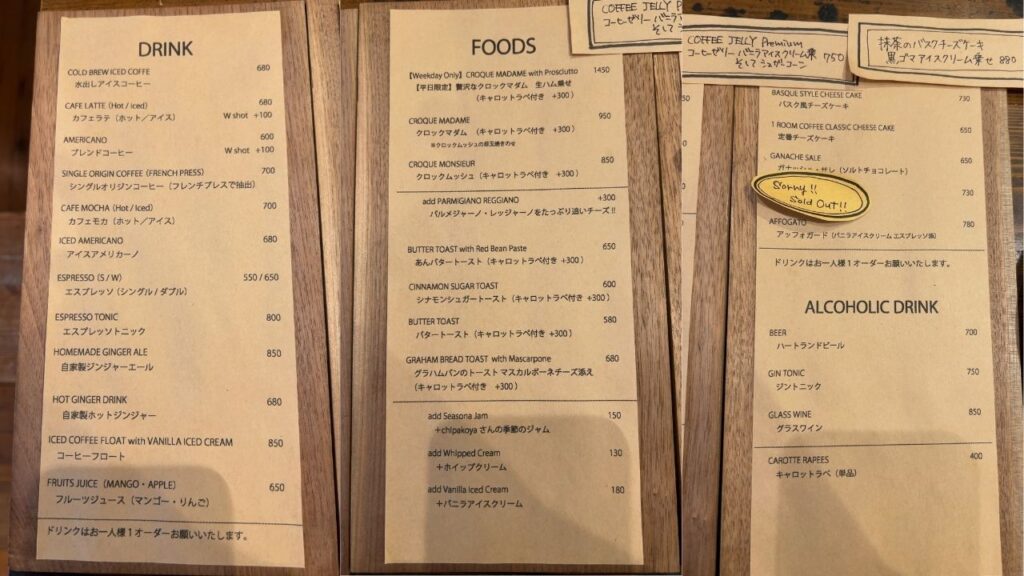 DRINK
COLD BREW ICED COFFE 680
水出しアイスコーヒー
CAFE LATTE (Hot / Iced) 680
カフェラテ（ホット／アイス） W shot +100
AMERICANO 600
ブレンドコーヒー W shot +100
SINGLE ORIGIN COFFEE (FRENCH PRESS) 700
シングルオリジンコーヒー（フレンチプレスで抽出）
CAFE MOCHA (Hot / Iced) 700
カフェモカ（ホット／アイス）
ICED AMERICANO 680
アイスアメリカーノ
ESPRESSO (S / W) 550 / 650
エスプレッソ（シングル / ダブル）
ESPRESSO TONIC 800
エスプレッソトニック
HOMEMADE GINGER ALE 850
自家製ジンジャーエール
HOT GINGER DRINK 680
自家製ホットジンジャー
ICED COFFEE FLOAT with VANILLA ICED CREAM 850
コーヒーフロート
FRUITS JUICE（MANGO・APPLE） 650
フルーツジュース（マンゴー・りんご）
ドリンクはお一人様１オーダーお願いいたします。
FOODS
【Weekday Only】CROQUE MADAME with Prosciutto 1450
【平日限定】贅沢なクロックマダム 生ハム乗せ
（キャロットラペ付き +300）
CROQUE MADAME 950
クロックマダム （キャロットラペ付き +300）
※クロックムッシュの目玉焼き合わせ
CROQUE MONSIEUR 850
クロックムッシュ（キャロットラペ付き +300）
add PARMIGIANO REGGIANO +300
パルメジャーノ・レッジャーノをたっぷり追いチーズ!!
BUTTER TOAST with Red Bean Paste 650
あんバタートースト（キャロットラペ付き +300）
CINNAMON SUGAR TOAST 600
シナモンシュガートースト（キャロットラペ付き +300）
BUTTER TOAST 580
バタートースト（キャロットラペ付き +300）
GRAHAM BREAD TOAST with Mascarpone 680
グラハムパンのトースト マスカルポーネチーズ添え
（キャロットラペ付き +300）
add Seasona Jam 150
＋chipakoya さんの季節のジャム
add Whipped Cream 130
＋ホイップクリーム
add Vanilla Iced Cream 180
＋バニラアイスクリーム
COFFEE JELLY P
コーヒーゼリー バニラア
そして シュ
COFFEE JELLY Premium
コーヒーゼリー バニラアイスクリーム乗 750
そして シュガーコーン
抹茶のバスクチーズケーキ
黒ゴマアイスクリーム乗せ 880
BASQUE STYLE CHEESE CAKE 730
バスク風チーズケーキ
1 ROOM COFFEE CLASSIC CHEESE CAKE 650
定番チーズケーキ
GANACHE SALE 650
ガナッシュ・サレ（ソルトチョコレート）
Sorry!!
Sold Out!!
730
AFFOGATO 780
アッフォガード（バニラアイスクリーム エスプレッソ添）
ドリンクはお一人様１オーダーお願いいたします。
ALCOHOLIC DRINK
BEER 700
ハートランドビール
GIN TONIC 750
ジントニック
GLASS WINE 850
グラスワイン
CAROTTE RAPEES 400
キャロットラペ（単品）